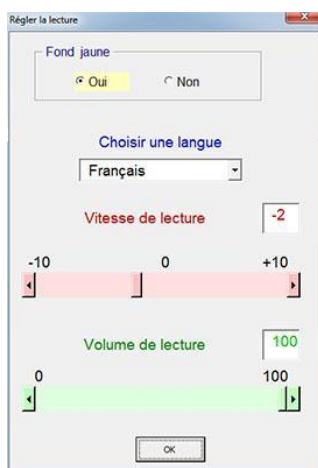 Régler la lecture
Fond jaune
Oui Non
Choisir une langue
Français
Vitesse de lecture -2
-10 0 +10
Volume de lecture 100
0 100
OK